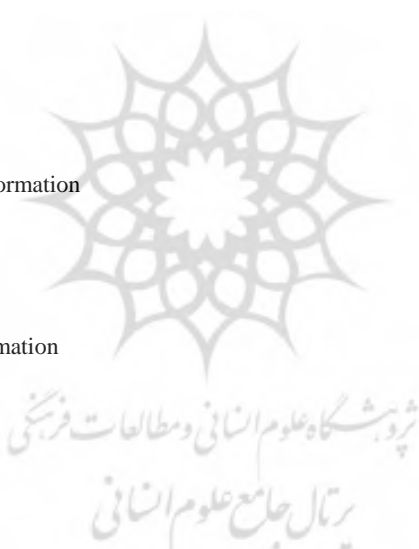 ormation
mation
پژوهشگاه علوم انسانی و مطالعات فرهنگی
پرتال جامع علوم انسانی